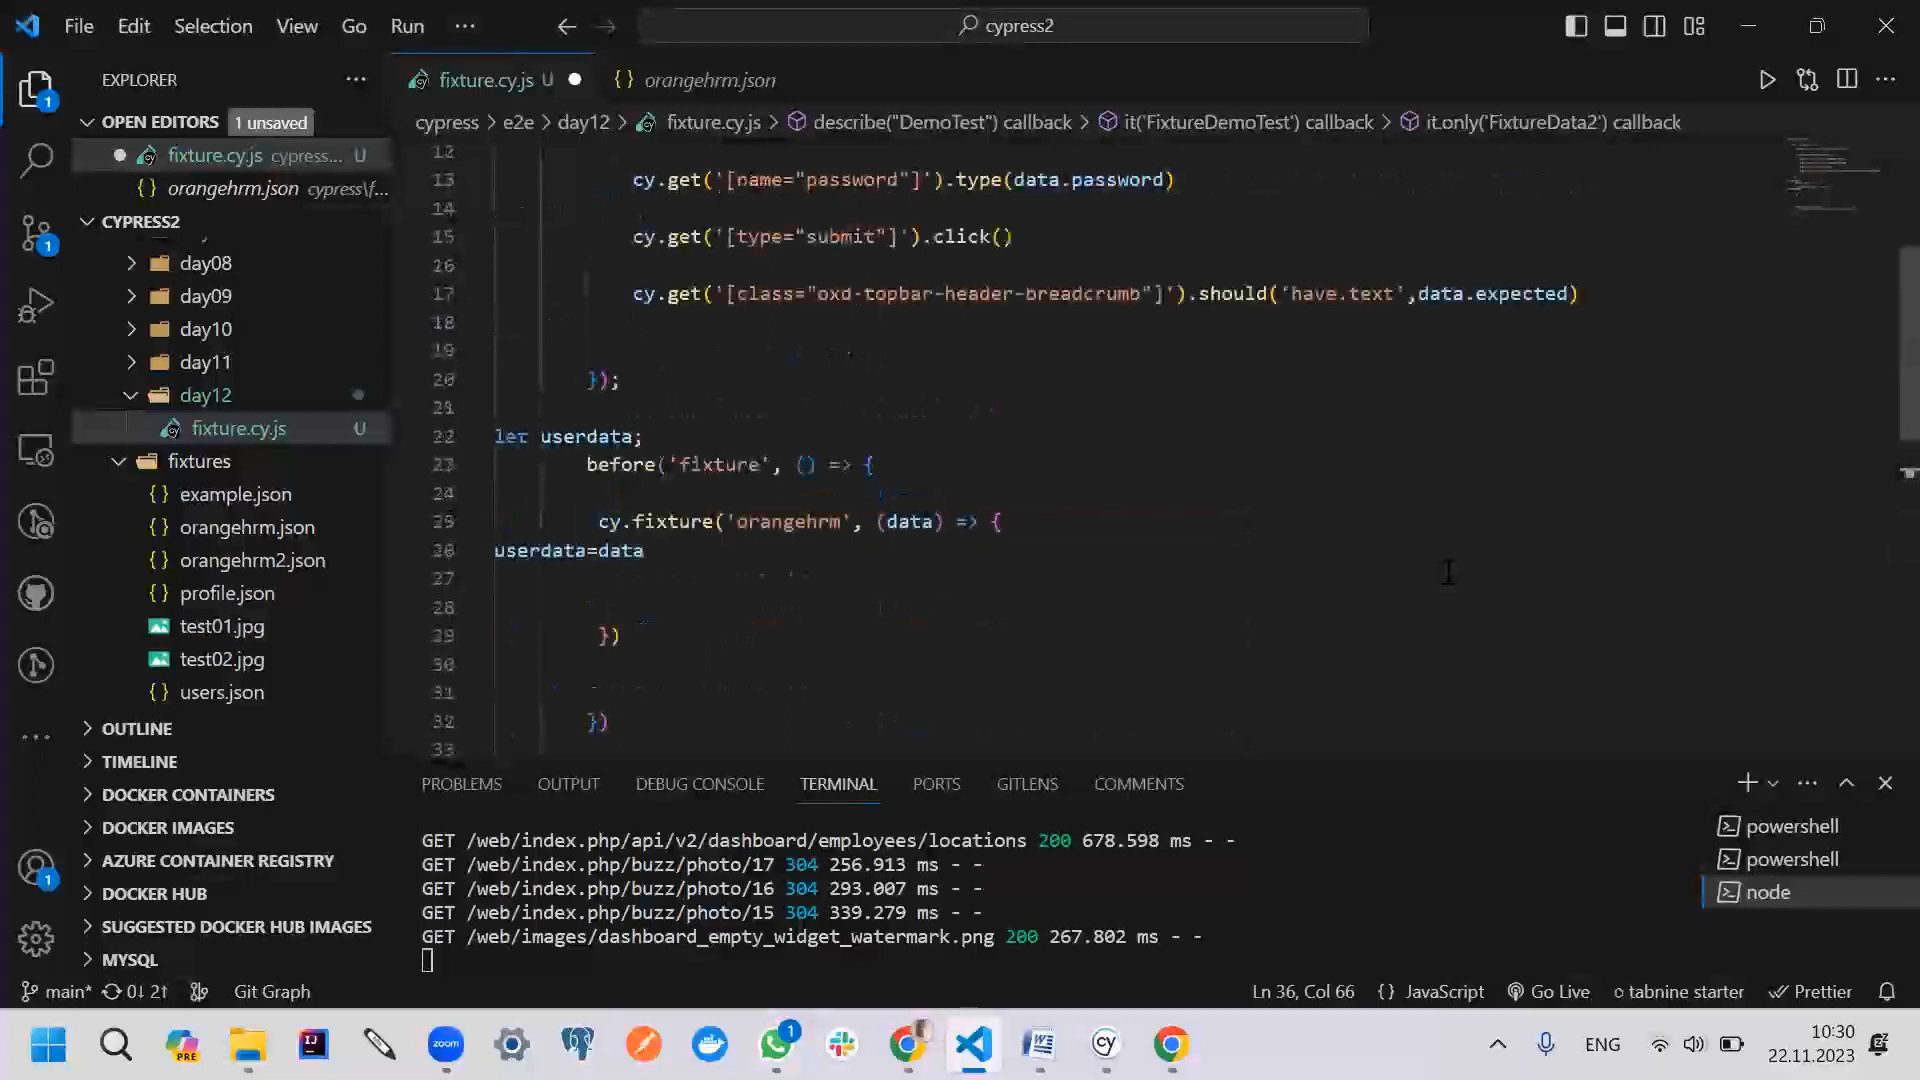 File Edit Selection View Go Run ··· cypress2
EXPLORER ···
OPEN EDITORS 1 unsaved
fixture.cy.js cypress... U
{} orangehrm.json cypress\f...
CYPRESS2
day08
day09
day10
day11
day12
fixture.cy.js U
fixtures
{} example.json
{} orangehrm.json
{} orangehrm2.json
{} profile.json
test01.jpg
test02.jpg
{} users.json
OUTLINE
TIMELINE
DOCKER CONTAINERS
DOCKER IMAGES
AZURE CONTAINER REGISTRY
DOCKER HUB
SUGGESTED DOCKER HUB IMAGES
MYSQL
fixture.cy.js U {} orangehrm.json
cypress > e2e > day12 > fixture.cy.js > describe("DemoTest") callback > it('FixtureDemoTest') callback > it.only('FixtureData2') callback
12
13 cy.get('[name="password"]').type(data.password)
14
15 cy.get('[type="submit"]').click()
16
17 cy.get('[class="oxd-topbar-header-breadcrumb"]').should('have.text',data.expected)
18
19
20 });
21
22 let userdata;
23 before('fixture', () => {
24
25 cy.fixture('orangehrm', (data) => {
26 userdata=data
27
28
29 })
30
31
32 })
33
PROBLEMS OUTPUT DEBUG CONSOLE TERMINAL PORTS GITLENS COMMENTS
GET /web/index.php/api/v2/dashboard/employees/locations 200 678.598 ms - -
GET /web/index.php/buzz/photo/17 304 256.913 ms - -
GET /web/index.php/buzz/photo/16 304 293.007 ms - -
GET /web/index.php/buzz/photo/15 304 339.279 ms - -
GET /web/images/dashboard_empty_widget_watermark.png 200 267.802 ms - -
powershell
powershell
node
main* 0↓ 2↑ Git Graph Ln 36, Col 66 {} JavaScript Go Live tabnine starter Prettier
PRE zoom 1 cy ENG 10:30
22.11.2023